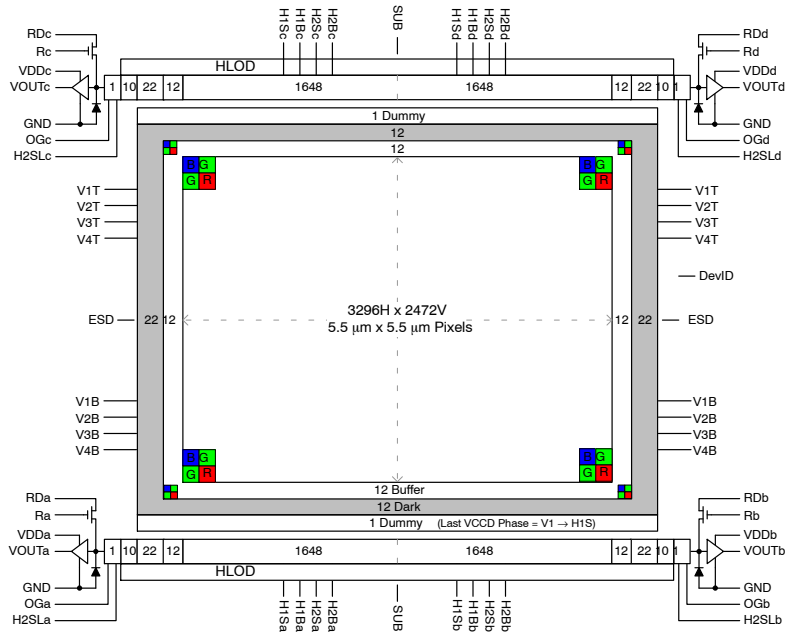 H1Sc
H1Bc
H2Sc
H2Bc
SUB
H1Sd
H1Bd
H2Sd
H2Bd
RDc
Rc
VDDc
VOUTc
GND
OGc
H2SLc
HLOD
1 10 22 12 1648 1648 12 22 10 1
RDd
Rd
VDDd
VOUTd
GND
OGd
H2SLd
1 Dummy
12
12
B G
G R
B G
G R
V1T
V2T
V3T
V4T
V1T
V2T
V3T
V4T
DevID
ESD
22 12
3296H x 2472V
5.5 μm x 5.5 μm Pixels
12 22
ESD
V1B
V2B
V3B
V4B
V1B
V2B
V3B
V4B
B G
G R
B G
G R
12 Buffer
12 Dark
1 Dummy (Last VCCD Phase = V1 → H1S)
RDa
Ra
VDDa
VOUTa
GND
OGa
H2SLa
1 10 22 12 1648 1648 12 22 10 1
HLOD
RDb
Rb
VDDb
VOUTb
GND
OGb
H2SLb
H1Sa
H1Ba
H2Sa
H2Ba
SUB
H1Sb
H1Bb
H2Sb
H2Bb